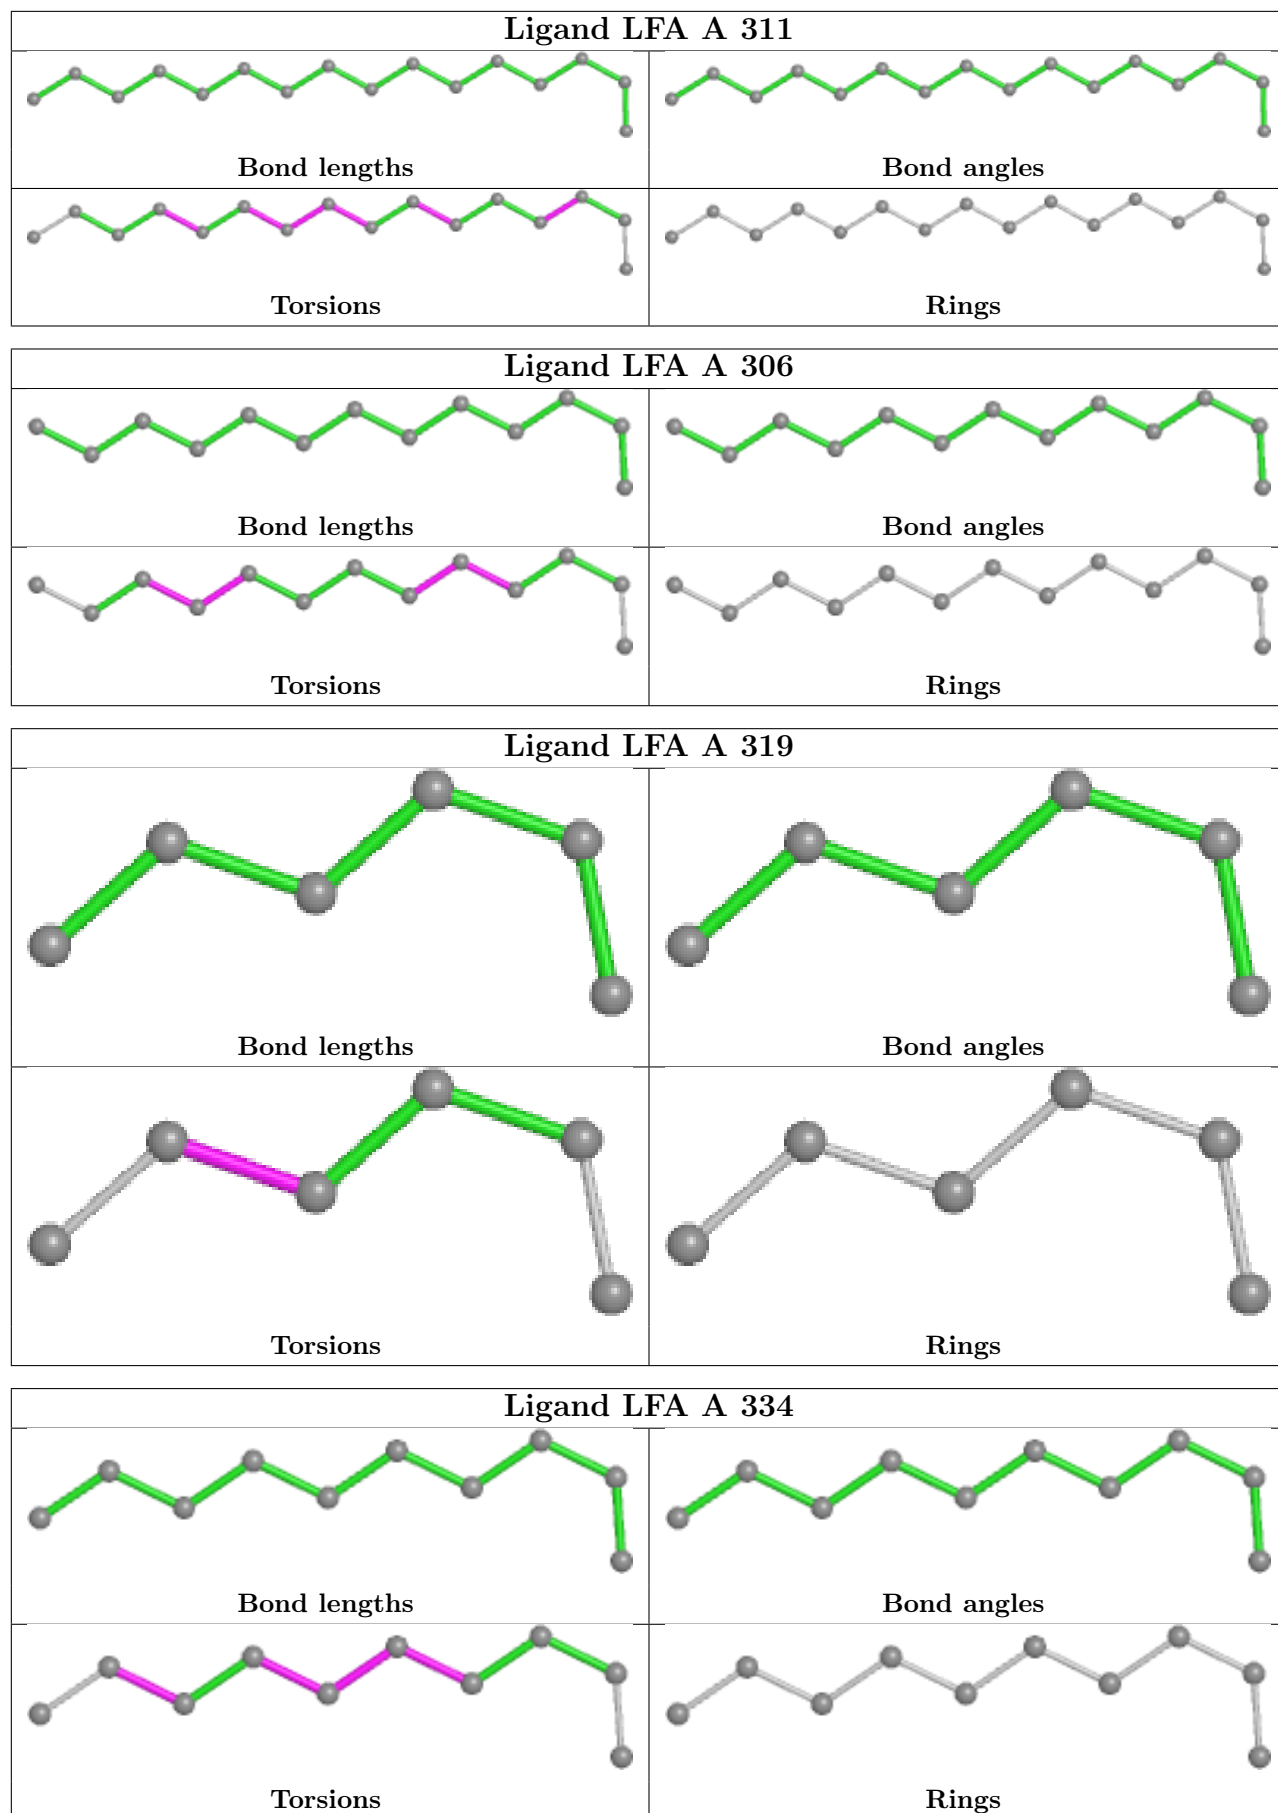 Ligand LFA A 311
Bond lengths
Bond angles
Torsions
Rings
Ligand LFA A 306
Bond lengths
Bond angles
Torsions
Rings
Ligand LFA A 319
Bond lengths
Bond angles
Torsions
Rings
Ligand LFA A 334
Bond lengths
Bond angles
Torsions
Rings